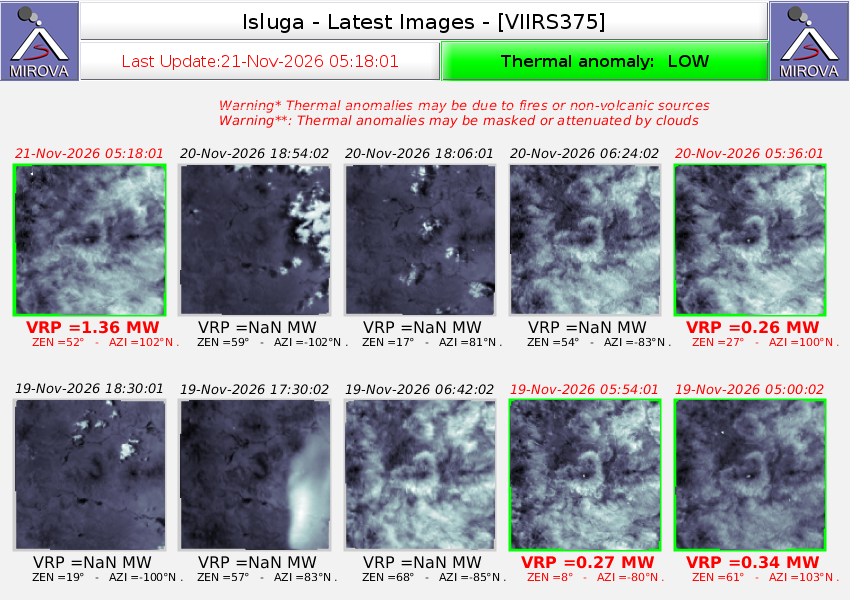 MIROVA
Isluga - Latest Images - [VIIRS375]
MIROVA
Last Update:21-Nov-2026 05:18:01
Thermal anomaly: LOW
Warning* Thermal anomalies may be due to fires or non-volcanic sources
Warning**: Thermal anomalies may be masked or attenuated by clouds
21-Nov-2026 05:18:01 20-Nov-2026 18:54:02 20-Nov-2026 18:06:01 20-Nov-2026 06:24:02 20-Nov-2026 05:36:01
VRP =1.36 MW VRP =NaN MW VRP =NaN MW VRP =NaN MW VRP =0.26 MW
ZEN =52° - AZI =102°N . ZEN =59° - AZI =-102°N . ZEN =17° - AZI =81°N . ZEN =54° - AZI =-83°N . ZEN =27° - AZI =100°N .
19-Nov-2026 18:30:01 19-Nov-2026 17:30:02 19-Nov-2026 06:42:02 19-Nov-2026 05:54:01 19-Nov-2026 05:00:02
VRP =NaN MW VRP =NaN MW VRP =NaN MW VRP =0.27 MW VRP =0.34 MW
ZEN =19° - AZI =-100°N . ZEN =57° - AZI =83°N . ZEN =68° - AZI =-85°N . ZEN =8° - AZI =-80°N . ZEN =61° - AZI =103°N .